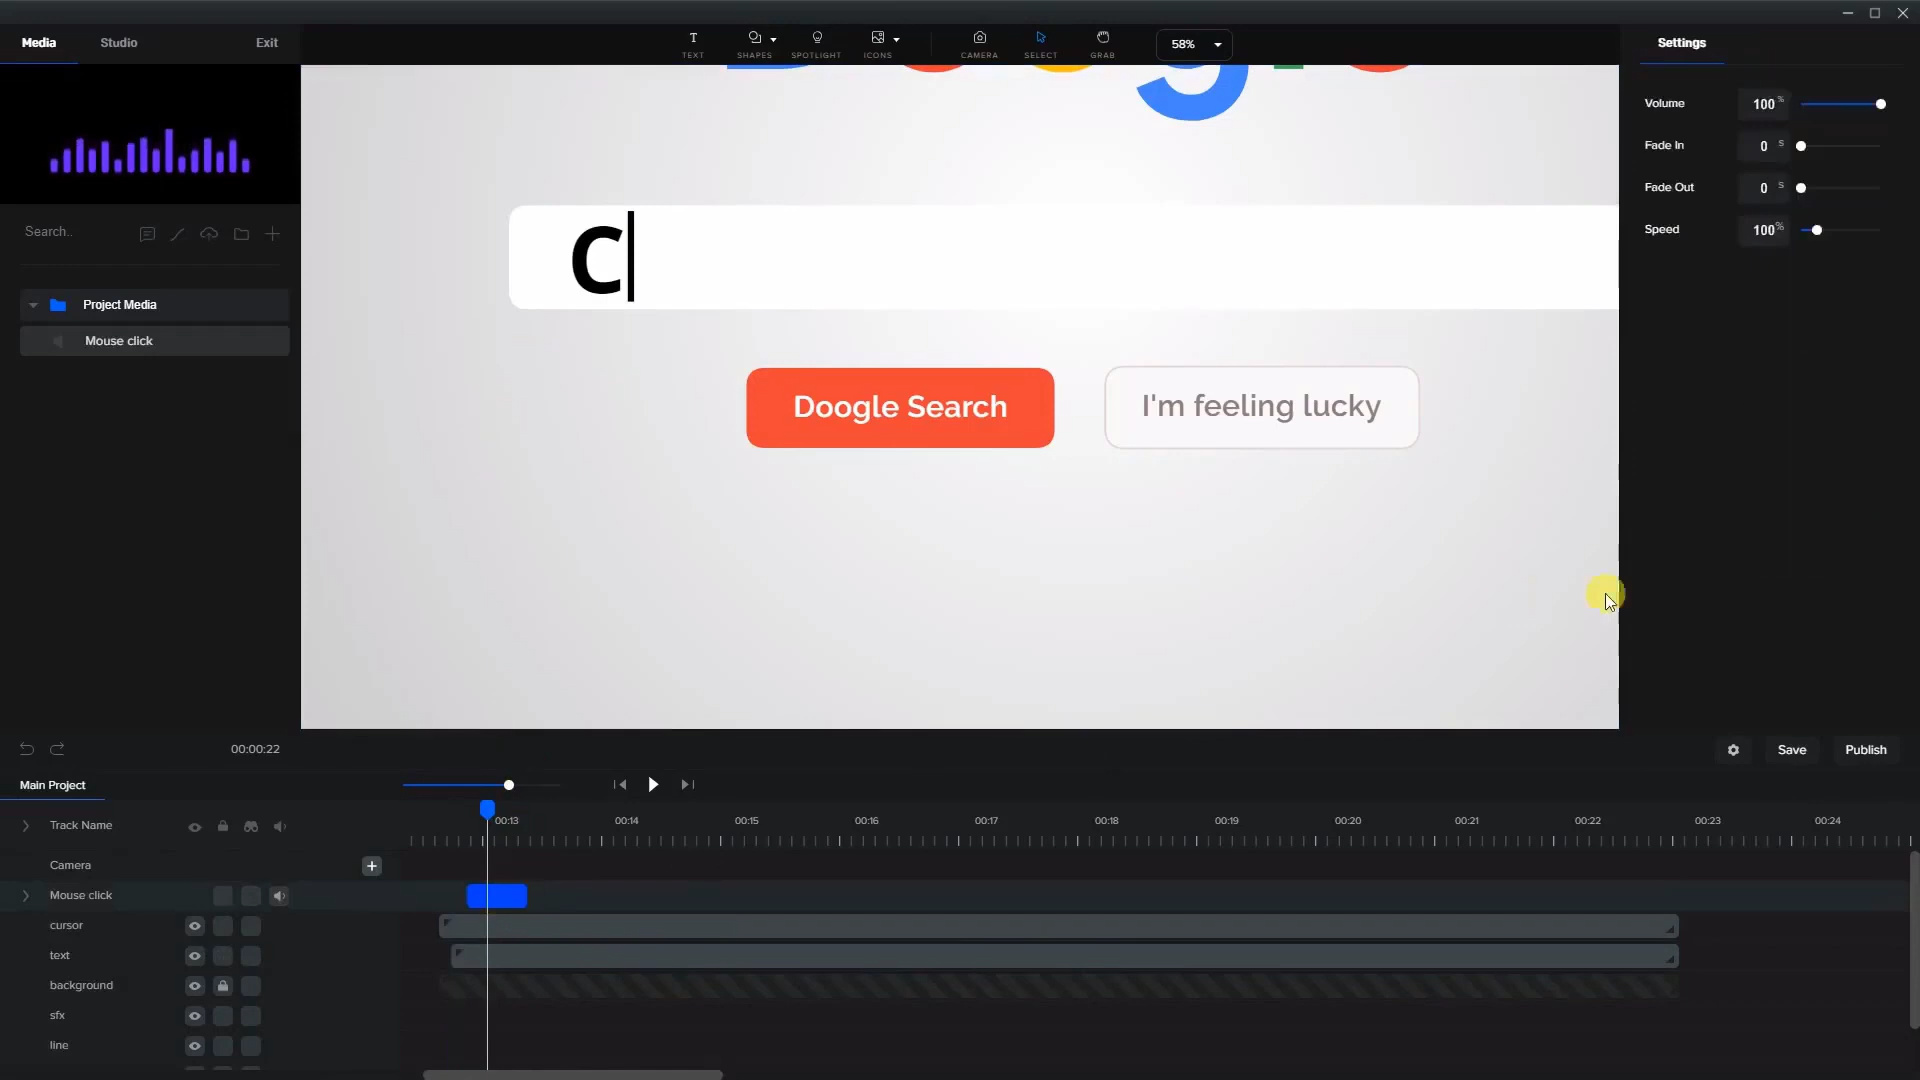 Media
Studio
Exit
TEXT
SHAPES
SPOTLIGHT
ICONS
CAMERA
SELECT
GRAB
58%
Settings
Volume
100 %
Fade In
0 s
Fade Out
0 s
Speed
100 %
Search..
Project Media
Mouse click
C
Doogle Search
I'm feeling lucky
00:00:22
Save
Publish
Main Project
Track Name
00:13
00:14
00:15
00:16
00:17
00:18
00:19
00:20
00:21
00:22
00:23
00:24
Camera
Mouse click
cursor
text
background
sfx
line